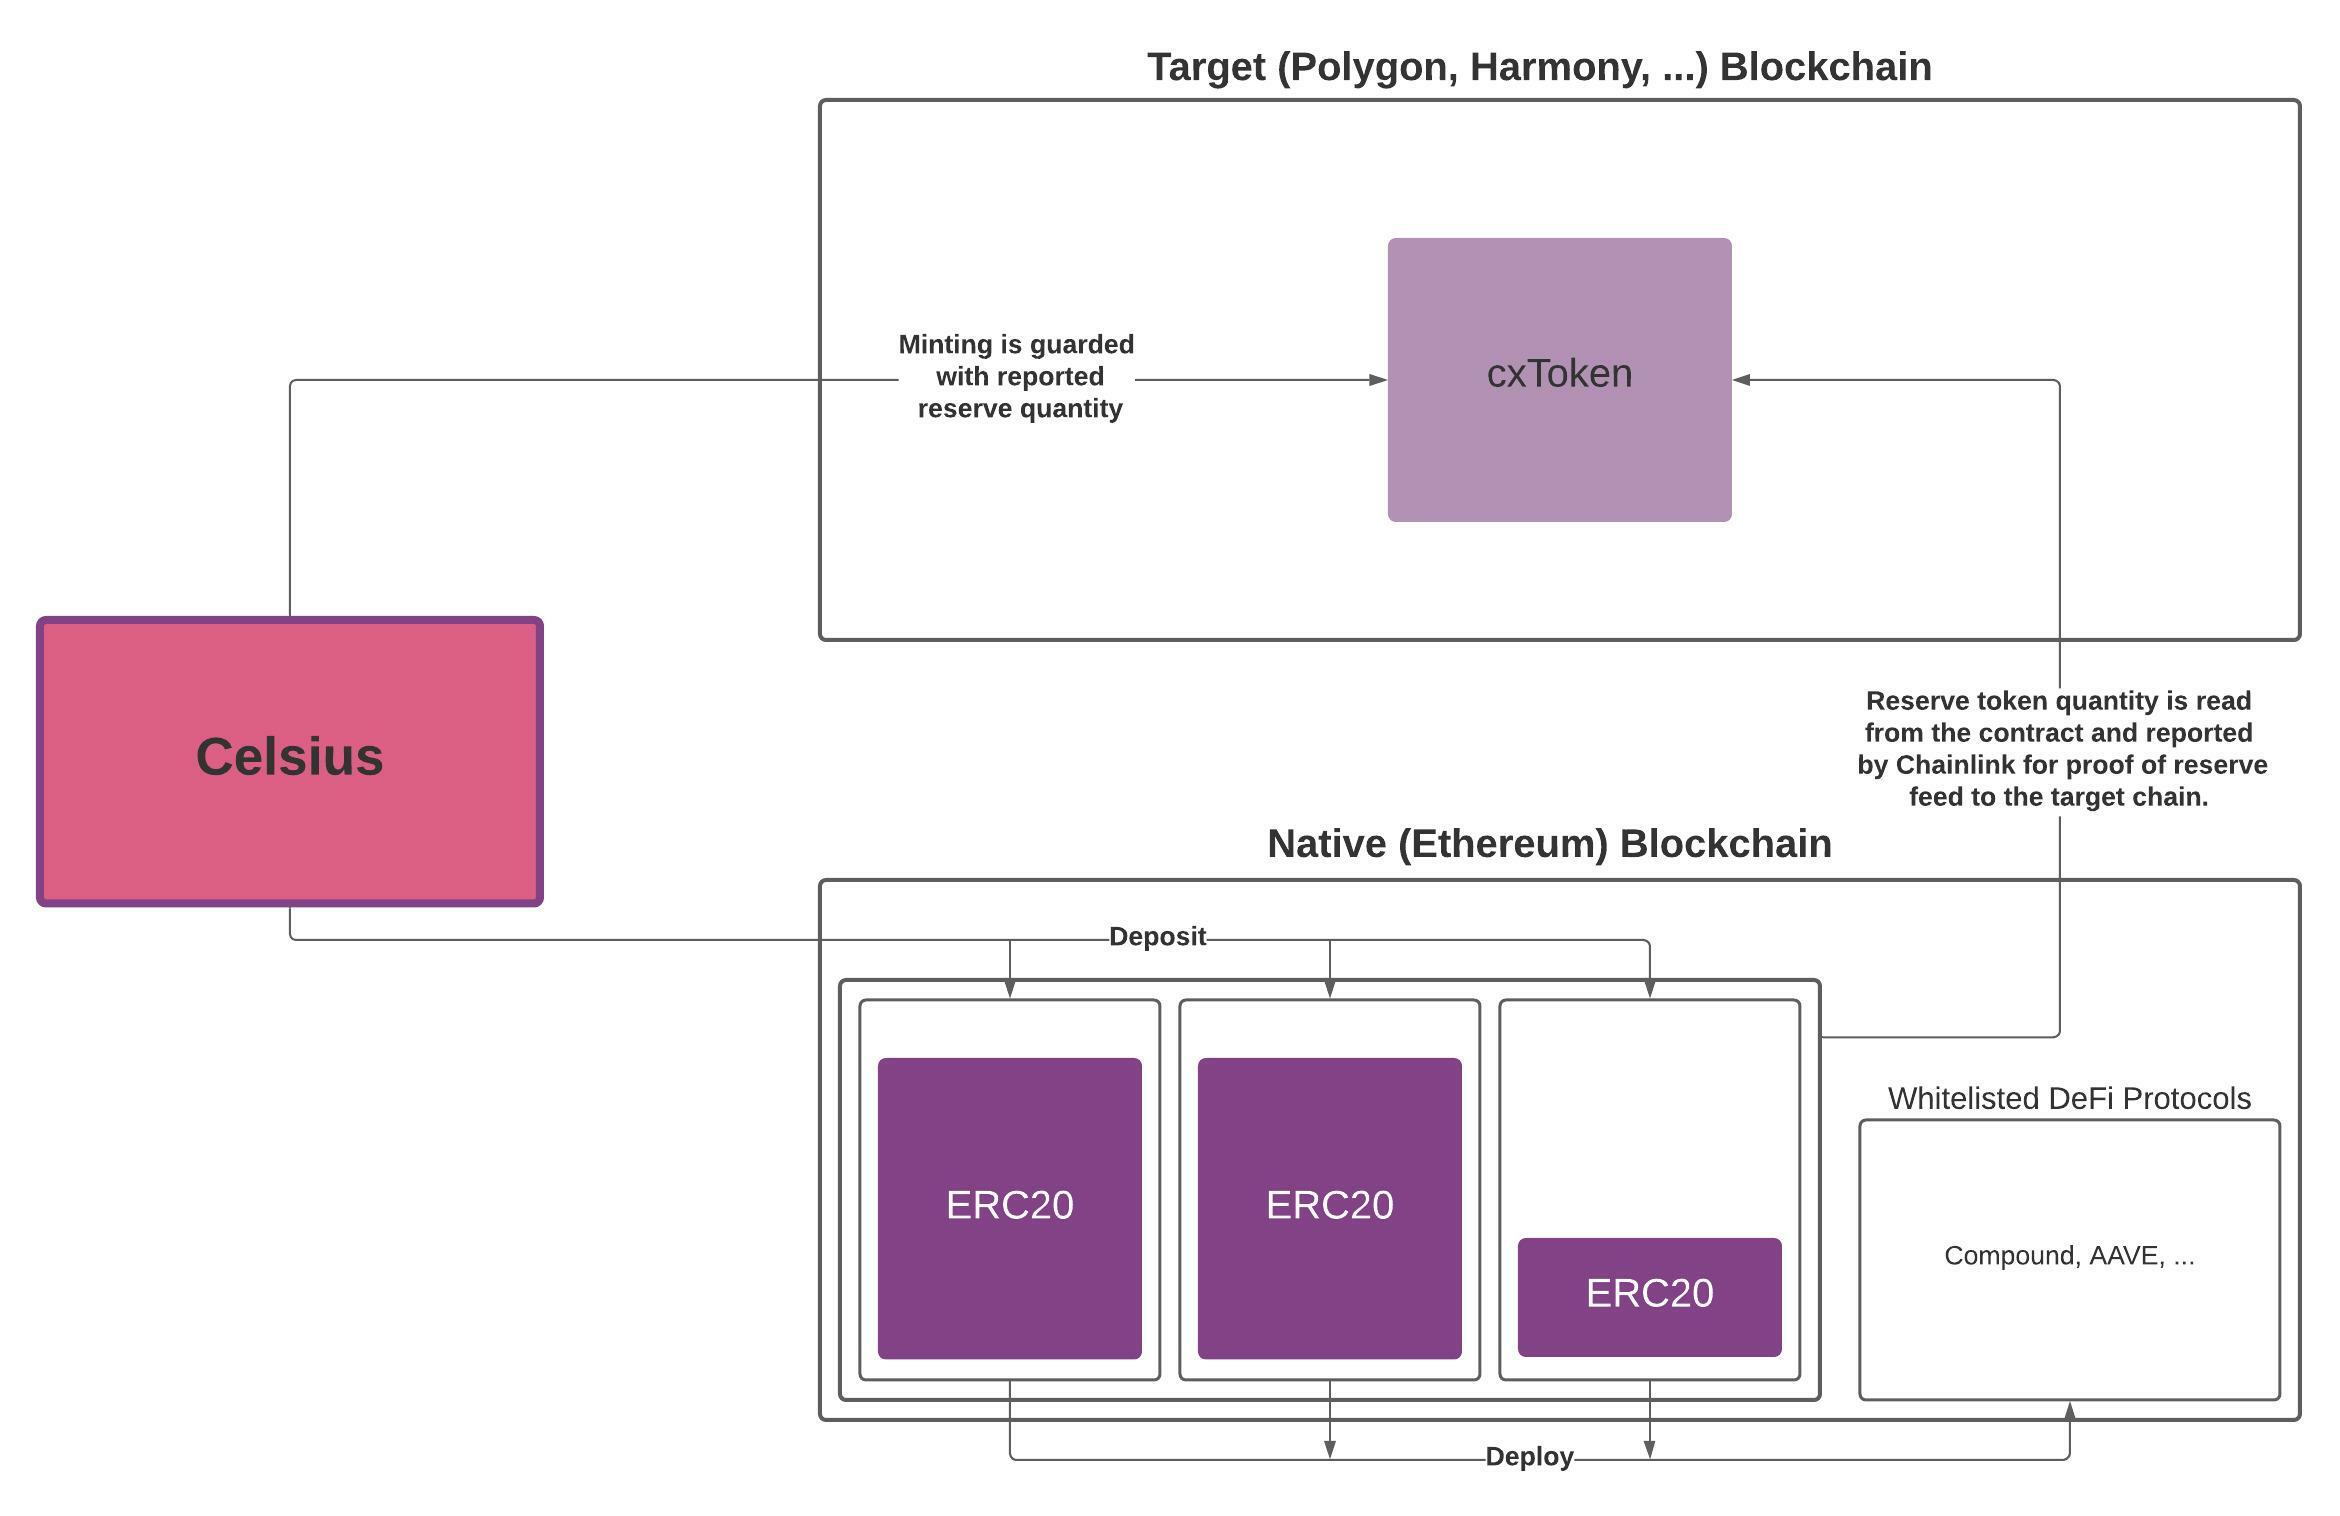 Target (Polygon, Harmony, ...) Blockchain
Minting is guarded
with reported
reserve quantity
cxToken
Celsius
Reserve token quantity is read
from the contract and reported
by Chainlink for proof of reserve
feed to the target chain.
Native (Ethereum) Blockchain
Deposit
ERC20
ERC20
ERC20
Whitelisted DeFi Protocols
Compound, AAVE, ...
Deploy